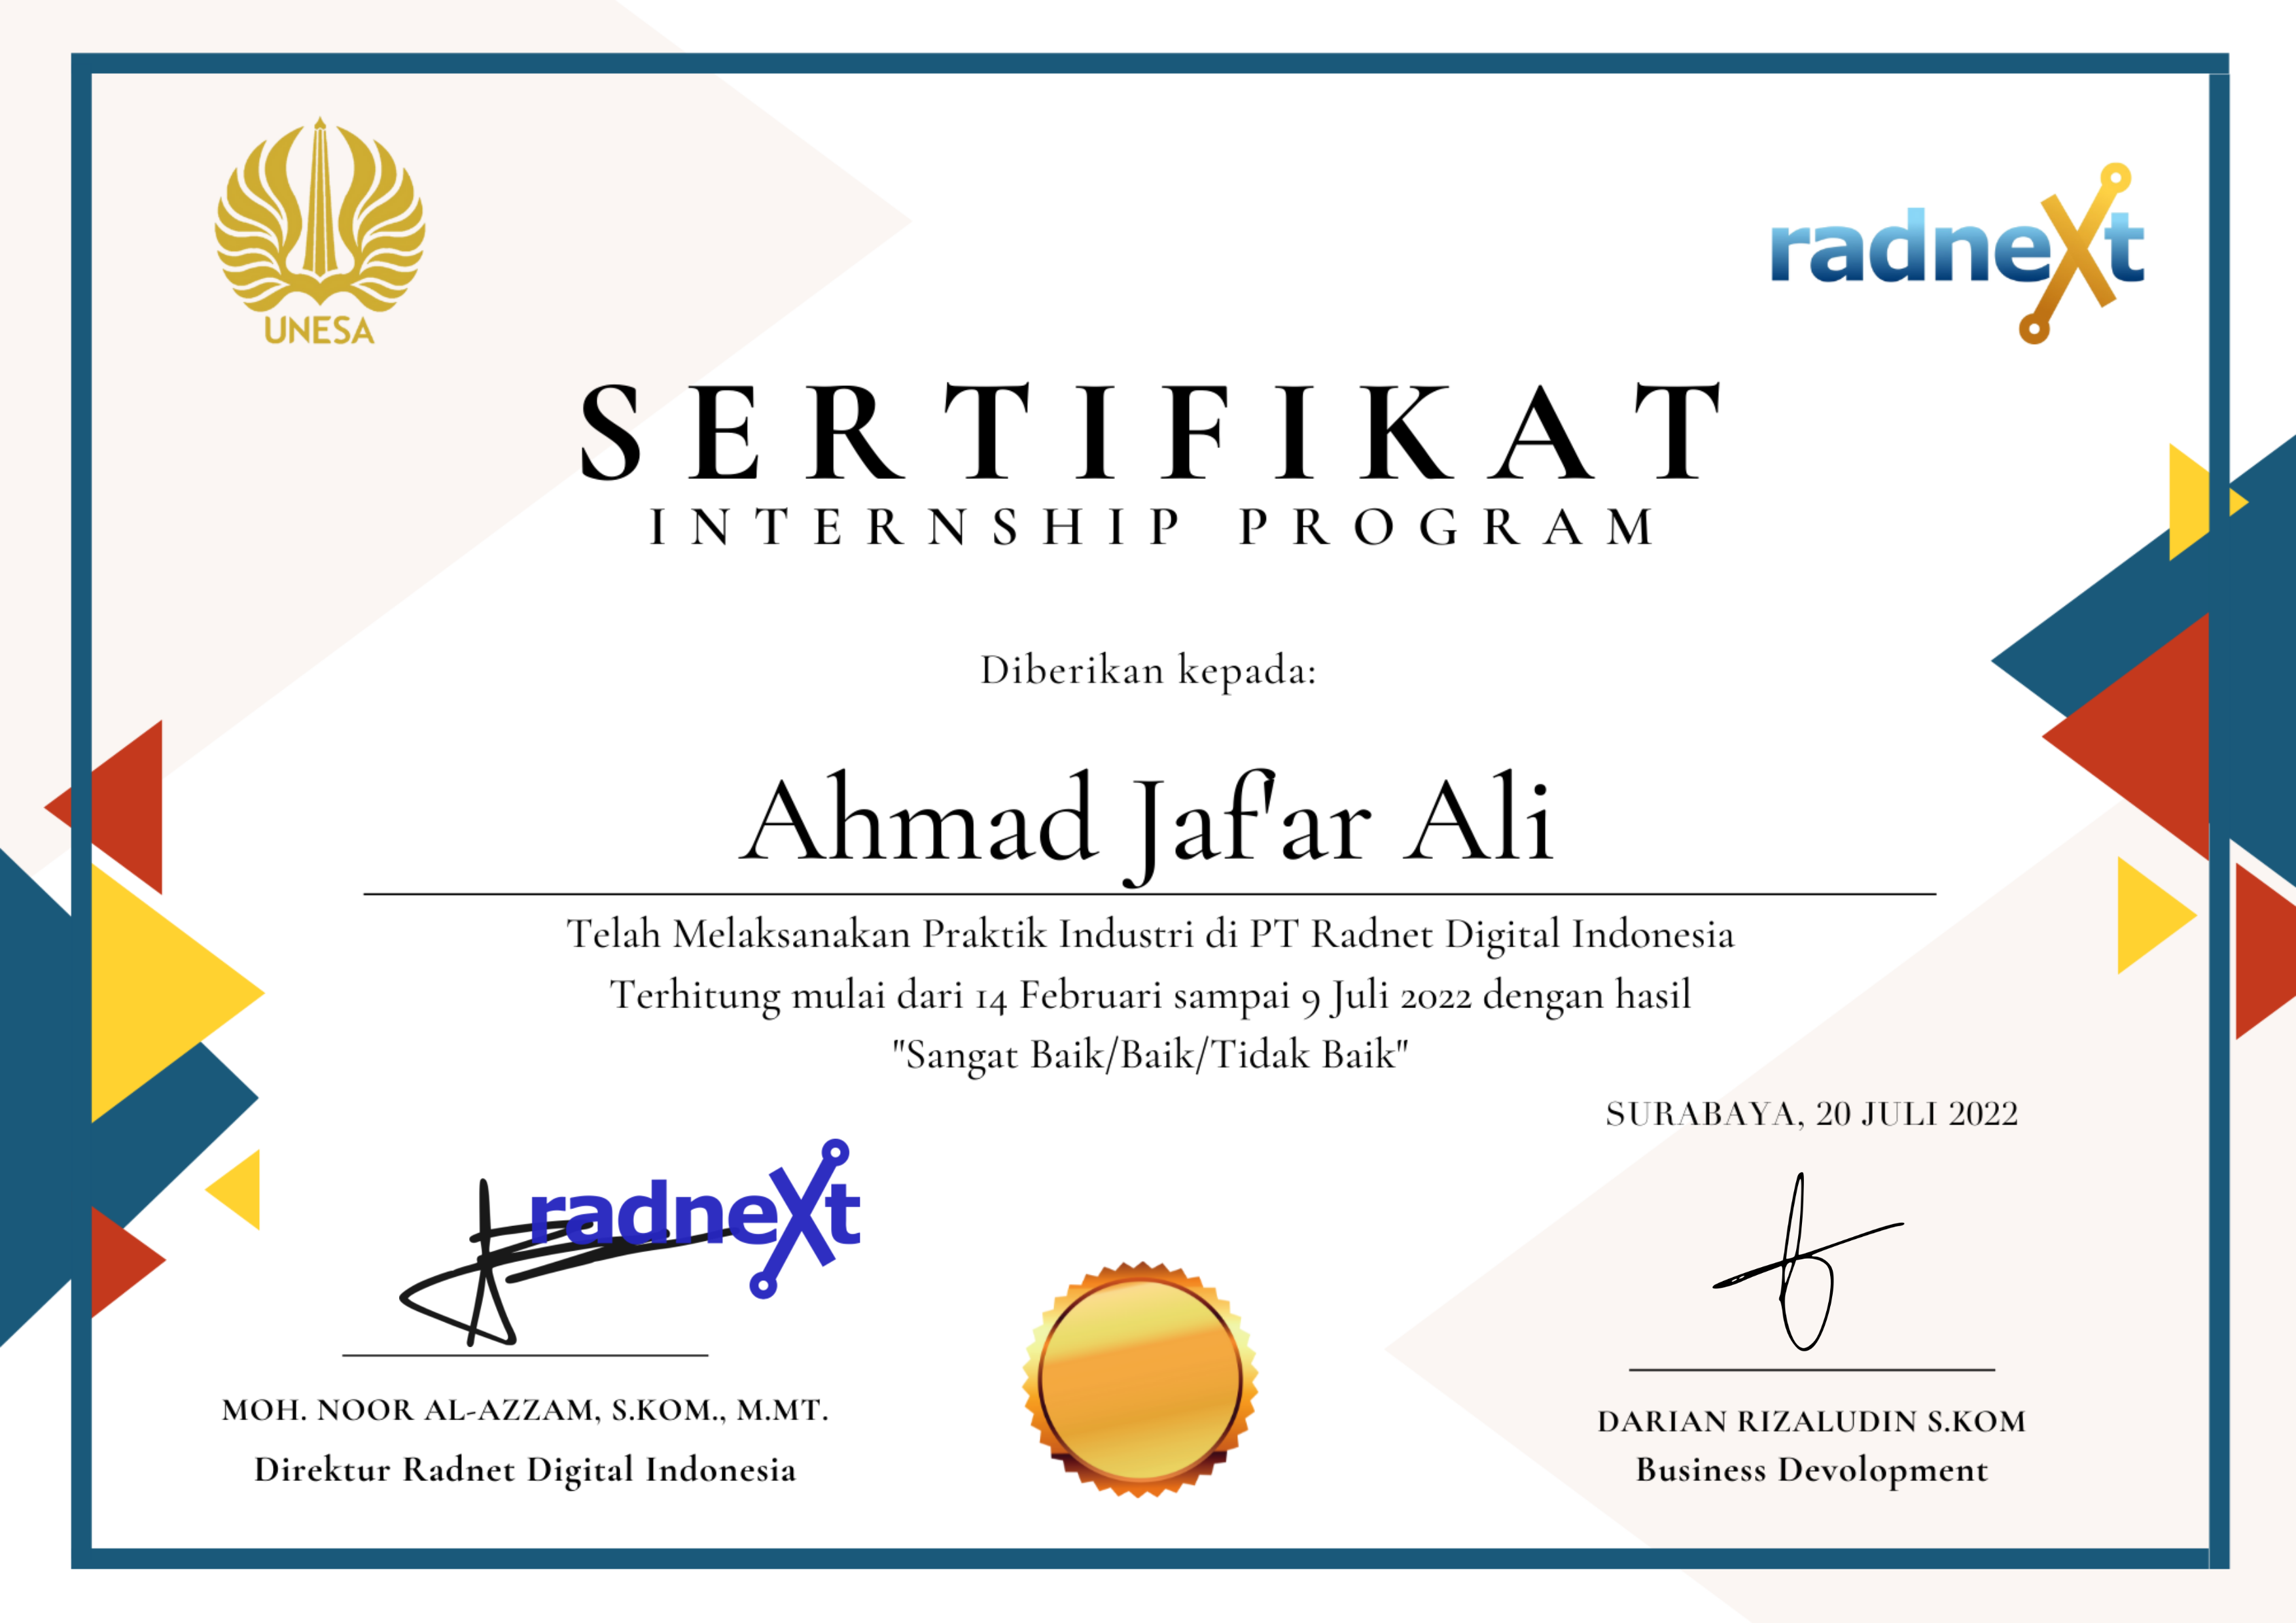 UNESA
radnext
SERTIFIKAT
INTERNSHIP PROGRAM
Diberikan kepada:
Ahmad Jaf'ar Ali
Telah Melaksanakan Praktik Industri di PT Radnet Digital Indonesia
Terhitung mulai dari 14 Februari sampai 9 Juli 2022 dengan hasil
"Sangat Baik/Baik/Tidak Baik"
SURABAYA, 20 JULI 2022
radnext
MOH. NOOR AL-AZZAM, S.KOM., M.MT.
Direktur Radnet Digital Indonesia
DARIAN RIZALUDIN S.KOM
Business Devolopment